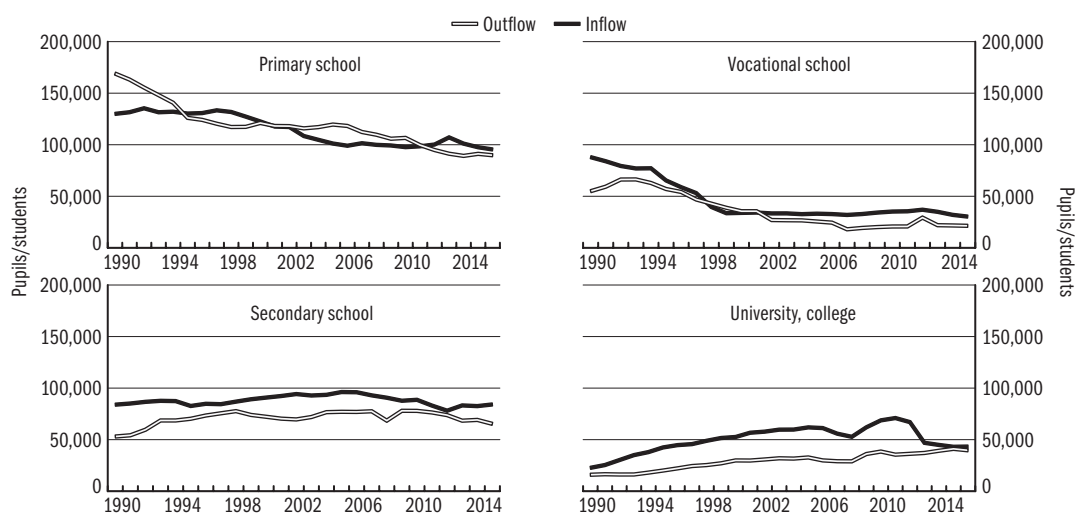 Outflow Inflow
Pupils/students
200,000
150,000
100,000
50,000
0
Primary school
1990 1994 1998 2002 2006 2010 2014
Vocational school
200,000
150,000
100,000
50,000
0
1990 1994 1998 2002 2006 2010 2014
Pupils/students
200,000
150,000
100,000
50,000
0
Secondary school
1990 1994 1998 2002 2006 2010 2014
University, college
200,000
150,000
100,000
50,000
0
1990 1994 1998 2002 2006 2010 2014